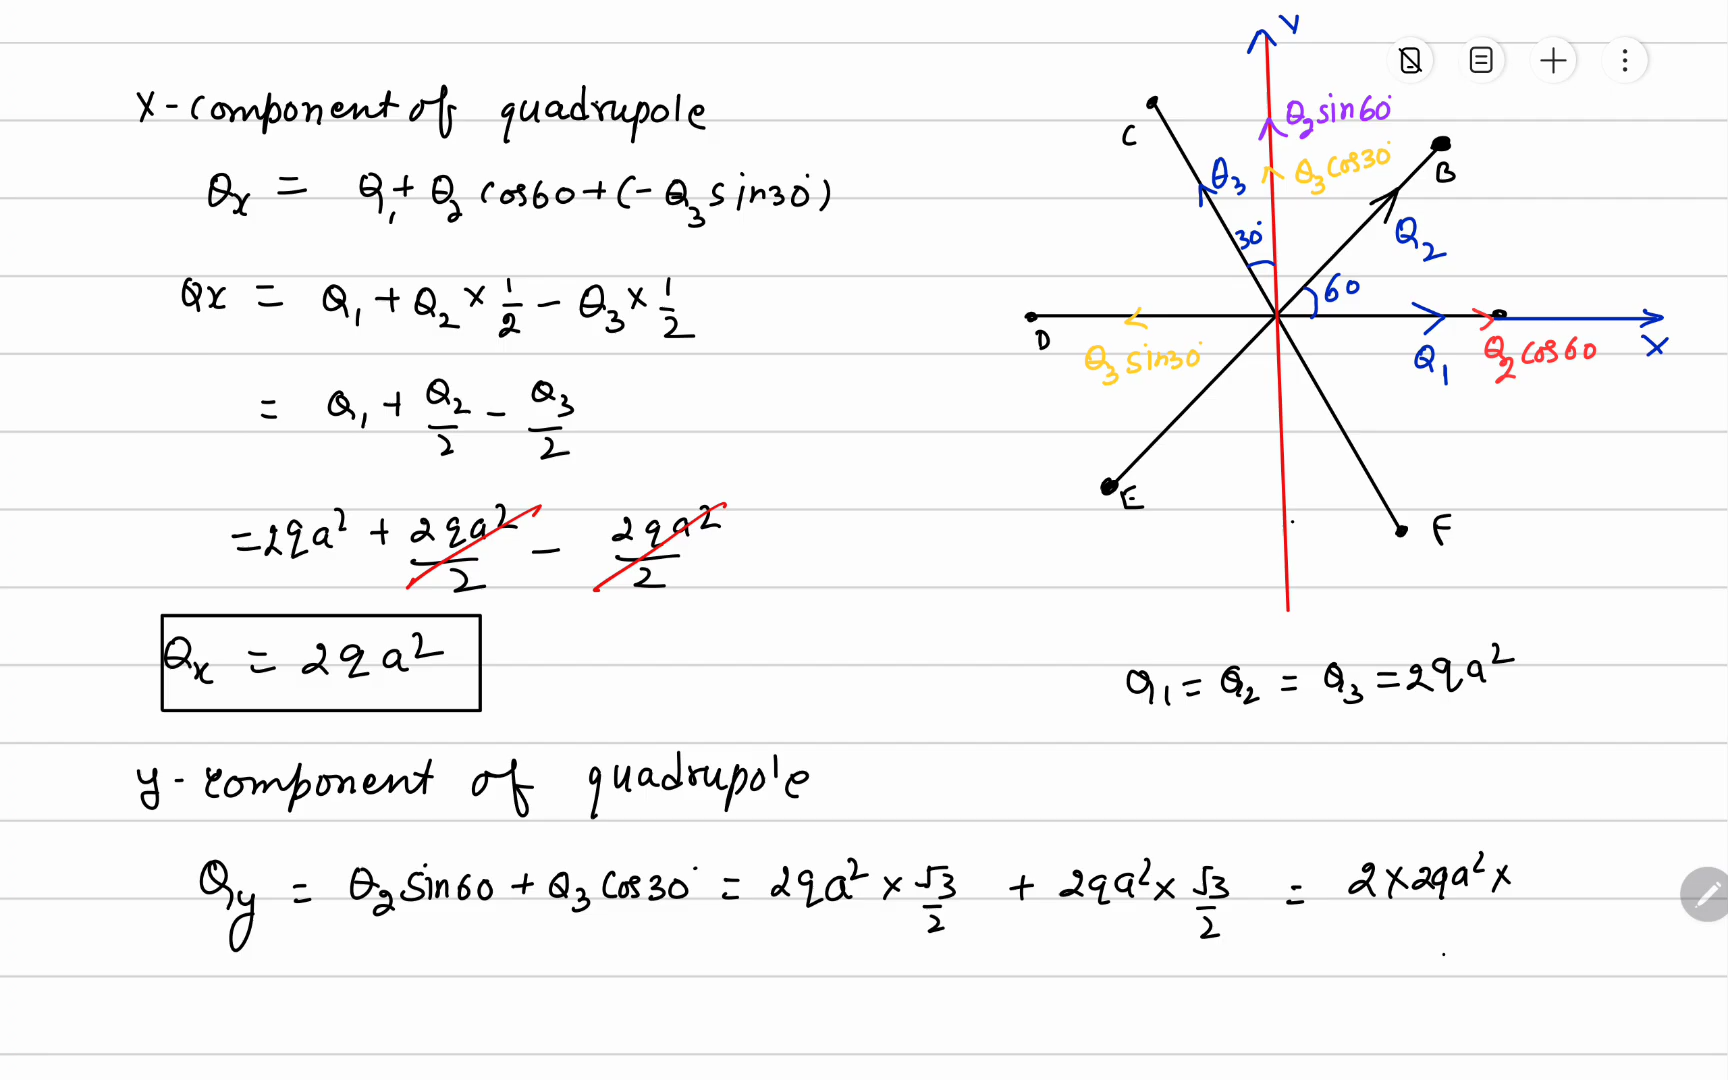 X-component of quadrupole
Qx = Q1 + Q2 cos60 + (-Q3 sin30°)
Qx = Q1 + Q2 × 1/2 - Q3 × 1/2
= Q1 + Q2/2 - Q3/2
= 2qa² + 2qa²/2 - 2qa²/2
Qx = 2qa²
y-component of quadrupole
Qy = Q2 sin60 + Q3 cos30° = 2qa² × √3/2 + 2qa² × √3/2 = 2×2qa²×
y
C
Q2 sin60°
Q3 cos30°
B
Q3
30°
Q2
60
D
Q3 sin30°
Q1
Q2 cos60
X
E
F
Q1 = Q2 = Q3 = 2qa²